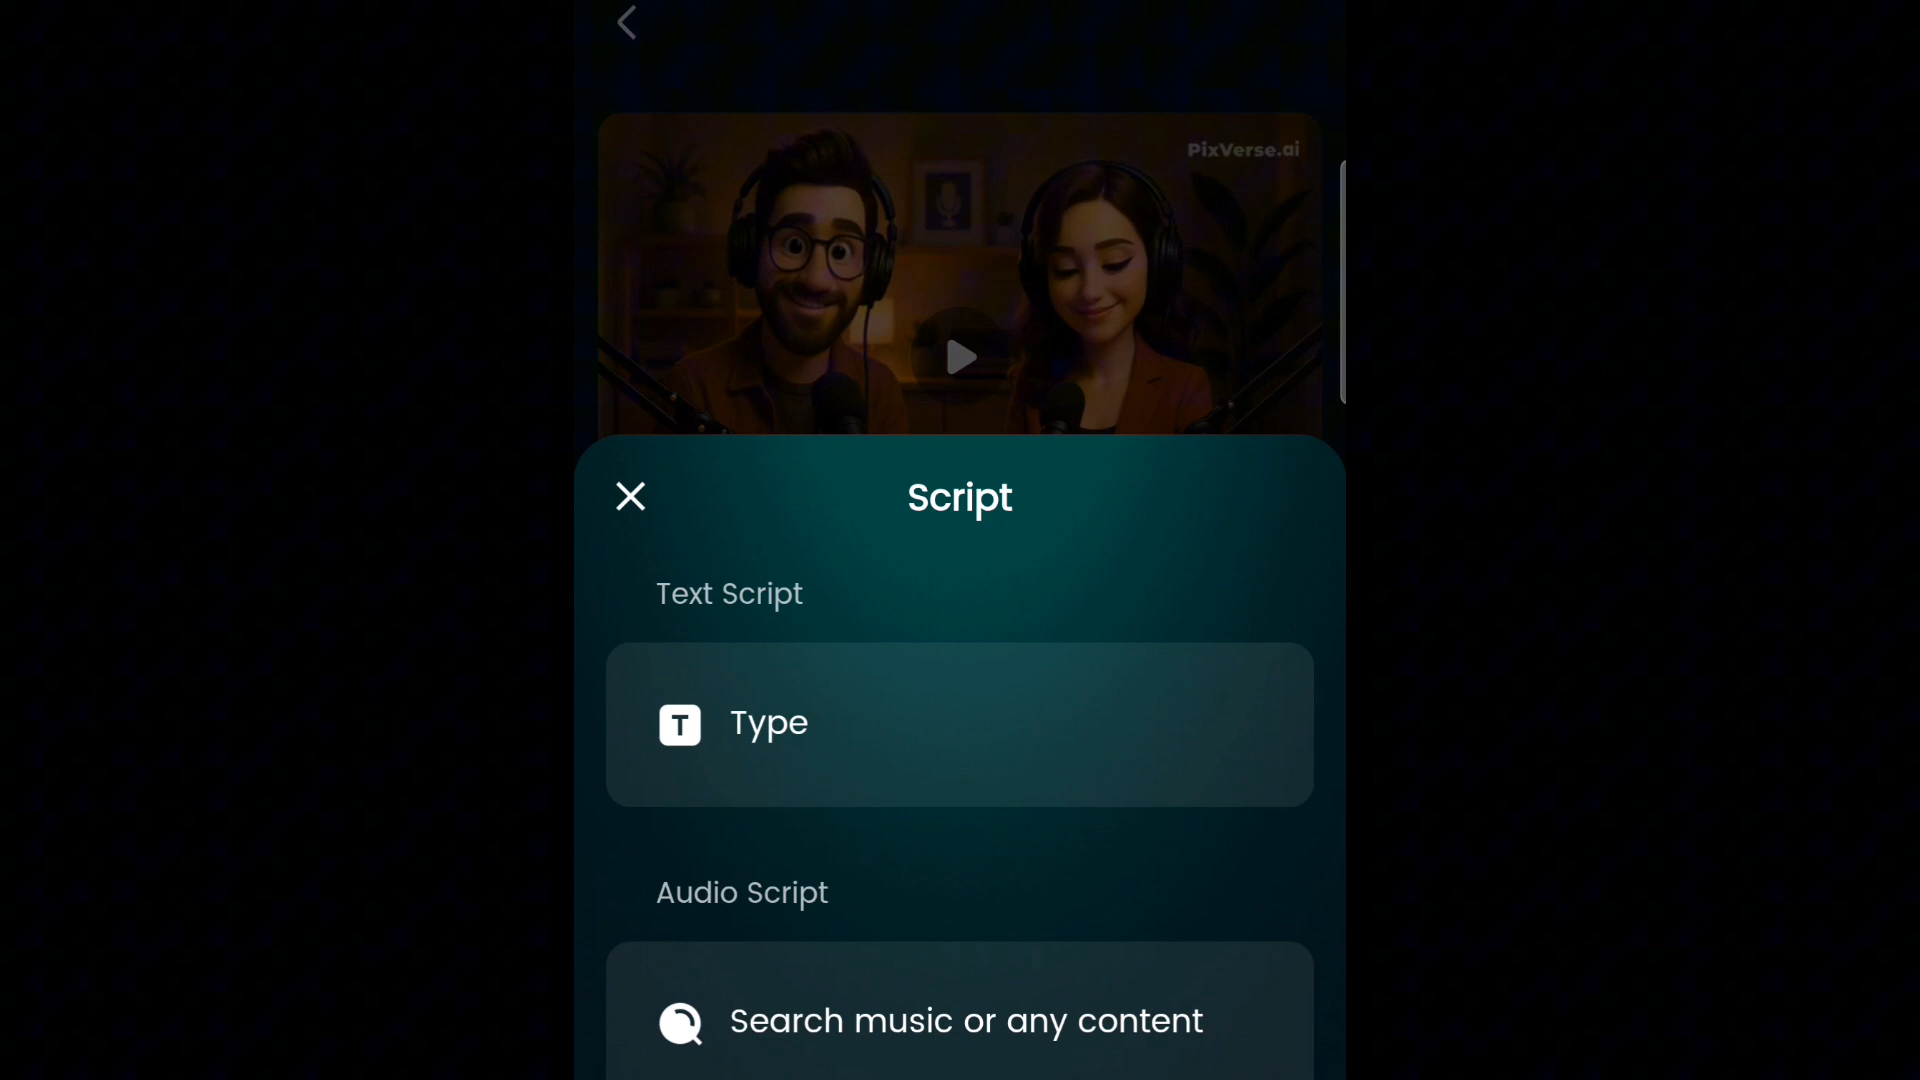 PixVerse.ai
Script
Text Script
T Type
Audio Script
Search music or any content